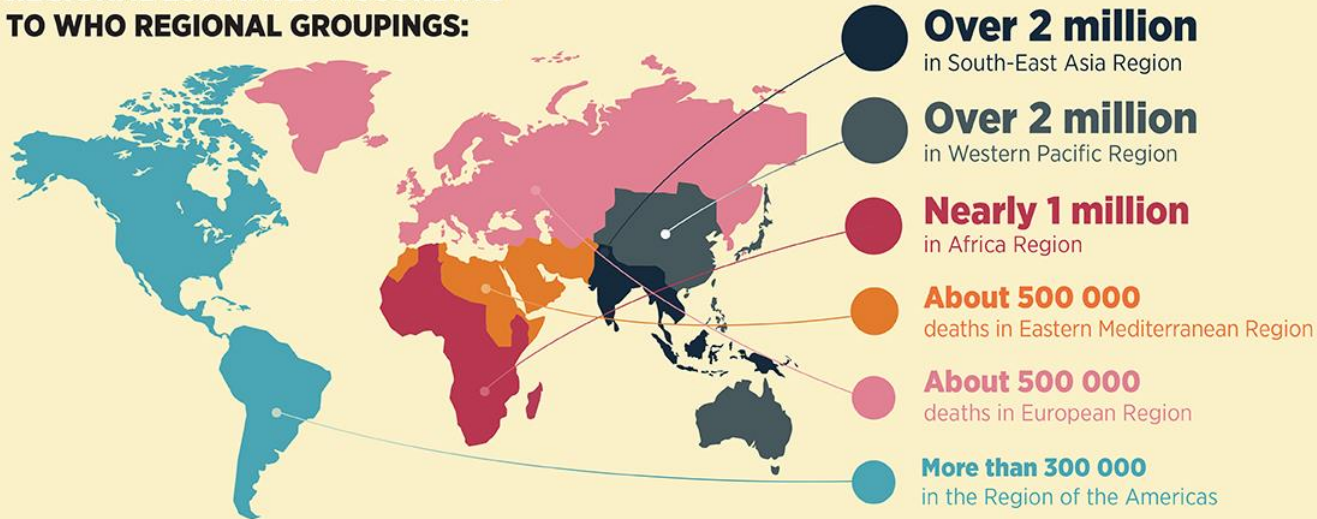 TO WHO REGIONAL GROUPINGS:
Over 2 million
in South-East Asia Region
Over 2 million
in Western Pacific Region
Nearly 1 million
in Africa Region
About 500 000
deaths in Eastern Mediterranean Region
About 500 000
deaths in European Region
More than 300 000
in the Region of the Americas